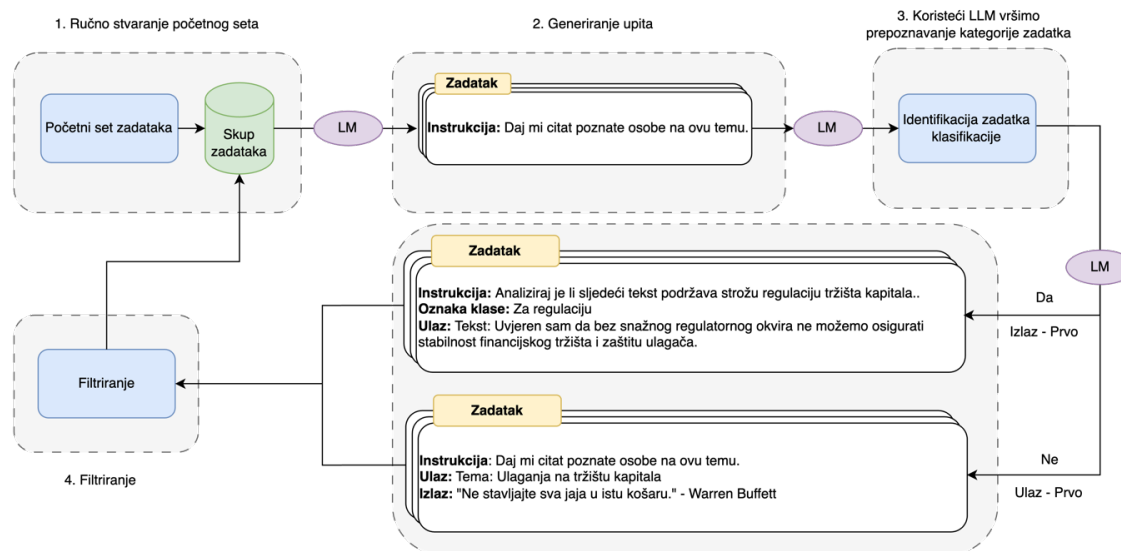 1. Ručno stvaranje početnog seta
2. Generiranje upita
3. Koristeći LLM vršimo
prepoznavanje kategorije zadatka
Početni set zadataka
Skup
zadataka
LM
Zadatak
Instrukcija: Daj mi citat poznate osobe na ovu temu.
LM
Identifikacija zadatka
klasifikacije
LM
Zadatak
Instrukcija: Analiziraj je li sljedeći tekst podržava strožu regulaciju tržišta kapitala..
Oznaka klase: Za regulaciju
Ulaz: Tekst: Uvjeren sam da bez snažnog regulatornog okvira ne možemo osigurati
stabilnost financijskog tržišta i zaštitu ulagača.
Da
Izlaz - Prvo
Filtriranje
4. Filtriranje
Zadatak
Instrukcija: Daj mi citat poznate osobe na ovu temu.
Ulaz: Tema: Ulaganja na tržištu kapitala
Izlaz: "Ne stavljajte sva jaja u istu košaru." - Warren Buffett
Ne
Ulaz - Prvo